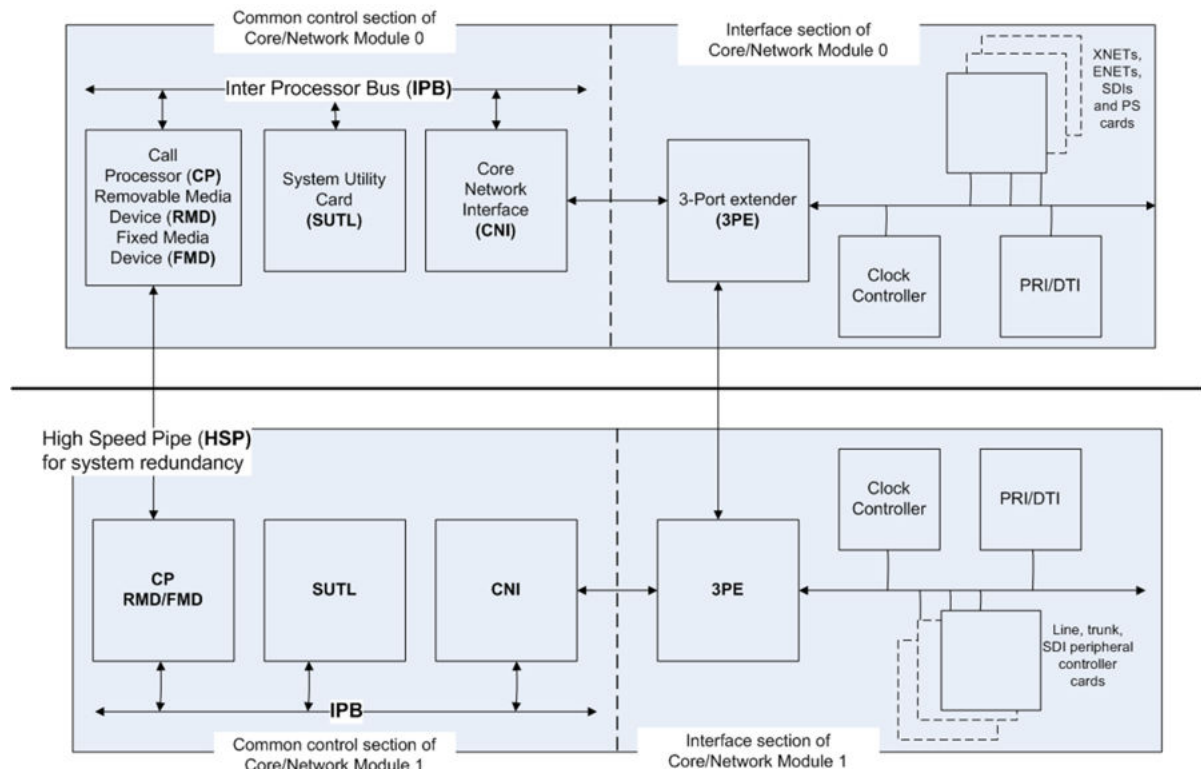 Common control section of
Core/Network Module 0
Interface section of
Core/Network Module 0
Inter Processor Bus (IPB)
XNETs,
ENETs,
SDIs
and PS
cards
Call
Processor (CP)
Removable Media
Device (RMD)
Fixed Media
Device (FMD)
System Utility
Card
(SUTL)
Core
Network
Interface
(CNI)
3-Port extender
(3PE)
Clock
Controller
PRI/DTI
High Speed Pipe (HSP)
for system redundancy
CP
RMD/FMD
SUTL
CNI
3PE
Clock
Controller
PRI/DTI
Line, trunk,
SDI peripheral
controller
cards
IPB
Common control section of
Core/Network Module 1
Interface section of
Core/Network Module 1